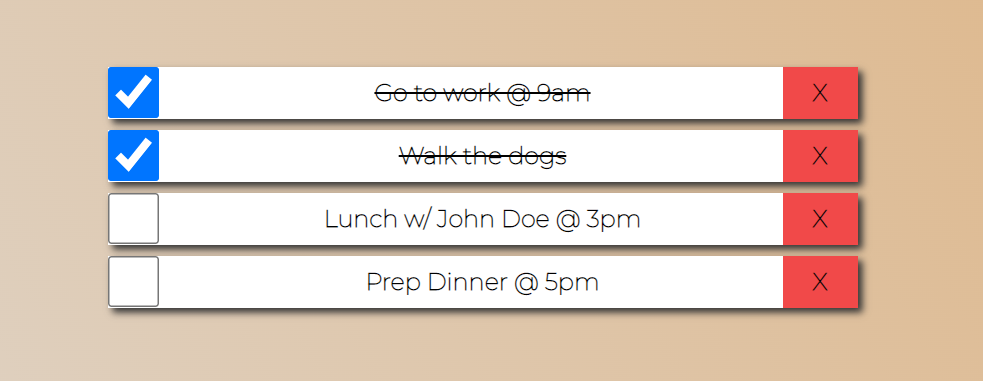 Go to work @ 9am X
Walk the dogs X
Lunch w/ John Doe @ 3pm X
Prep Dinner @ 5pm X